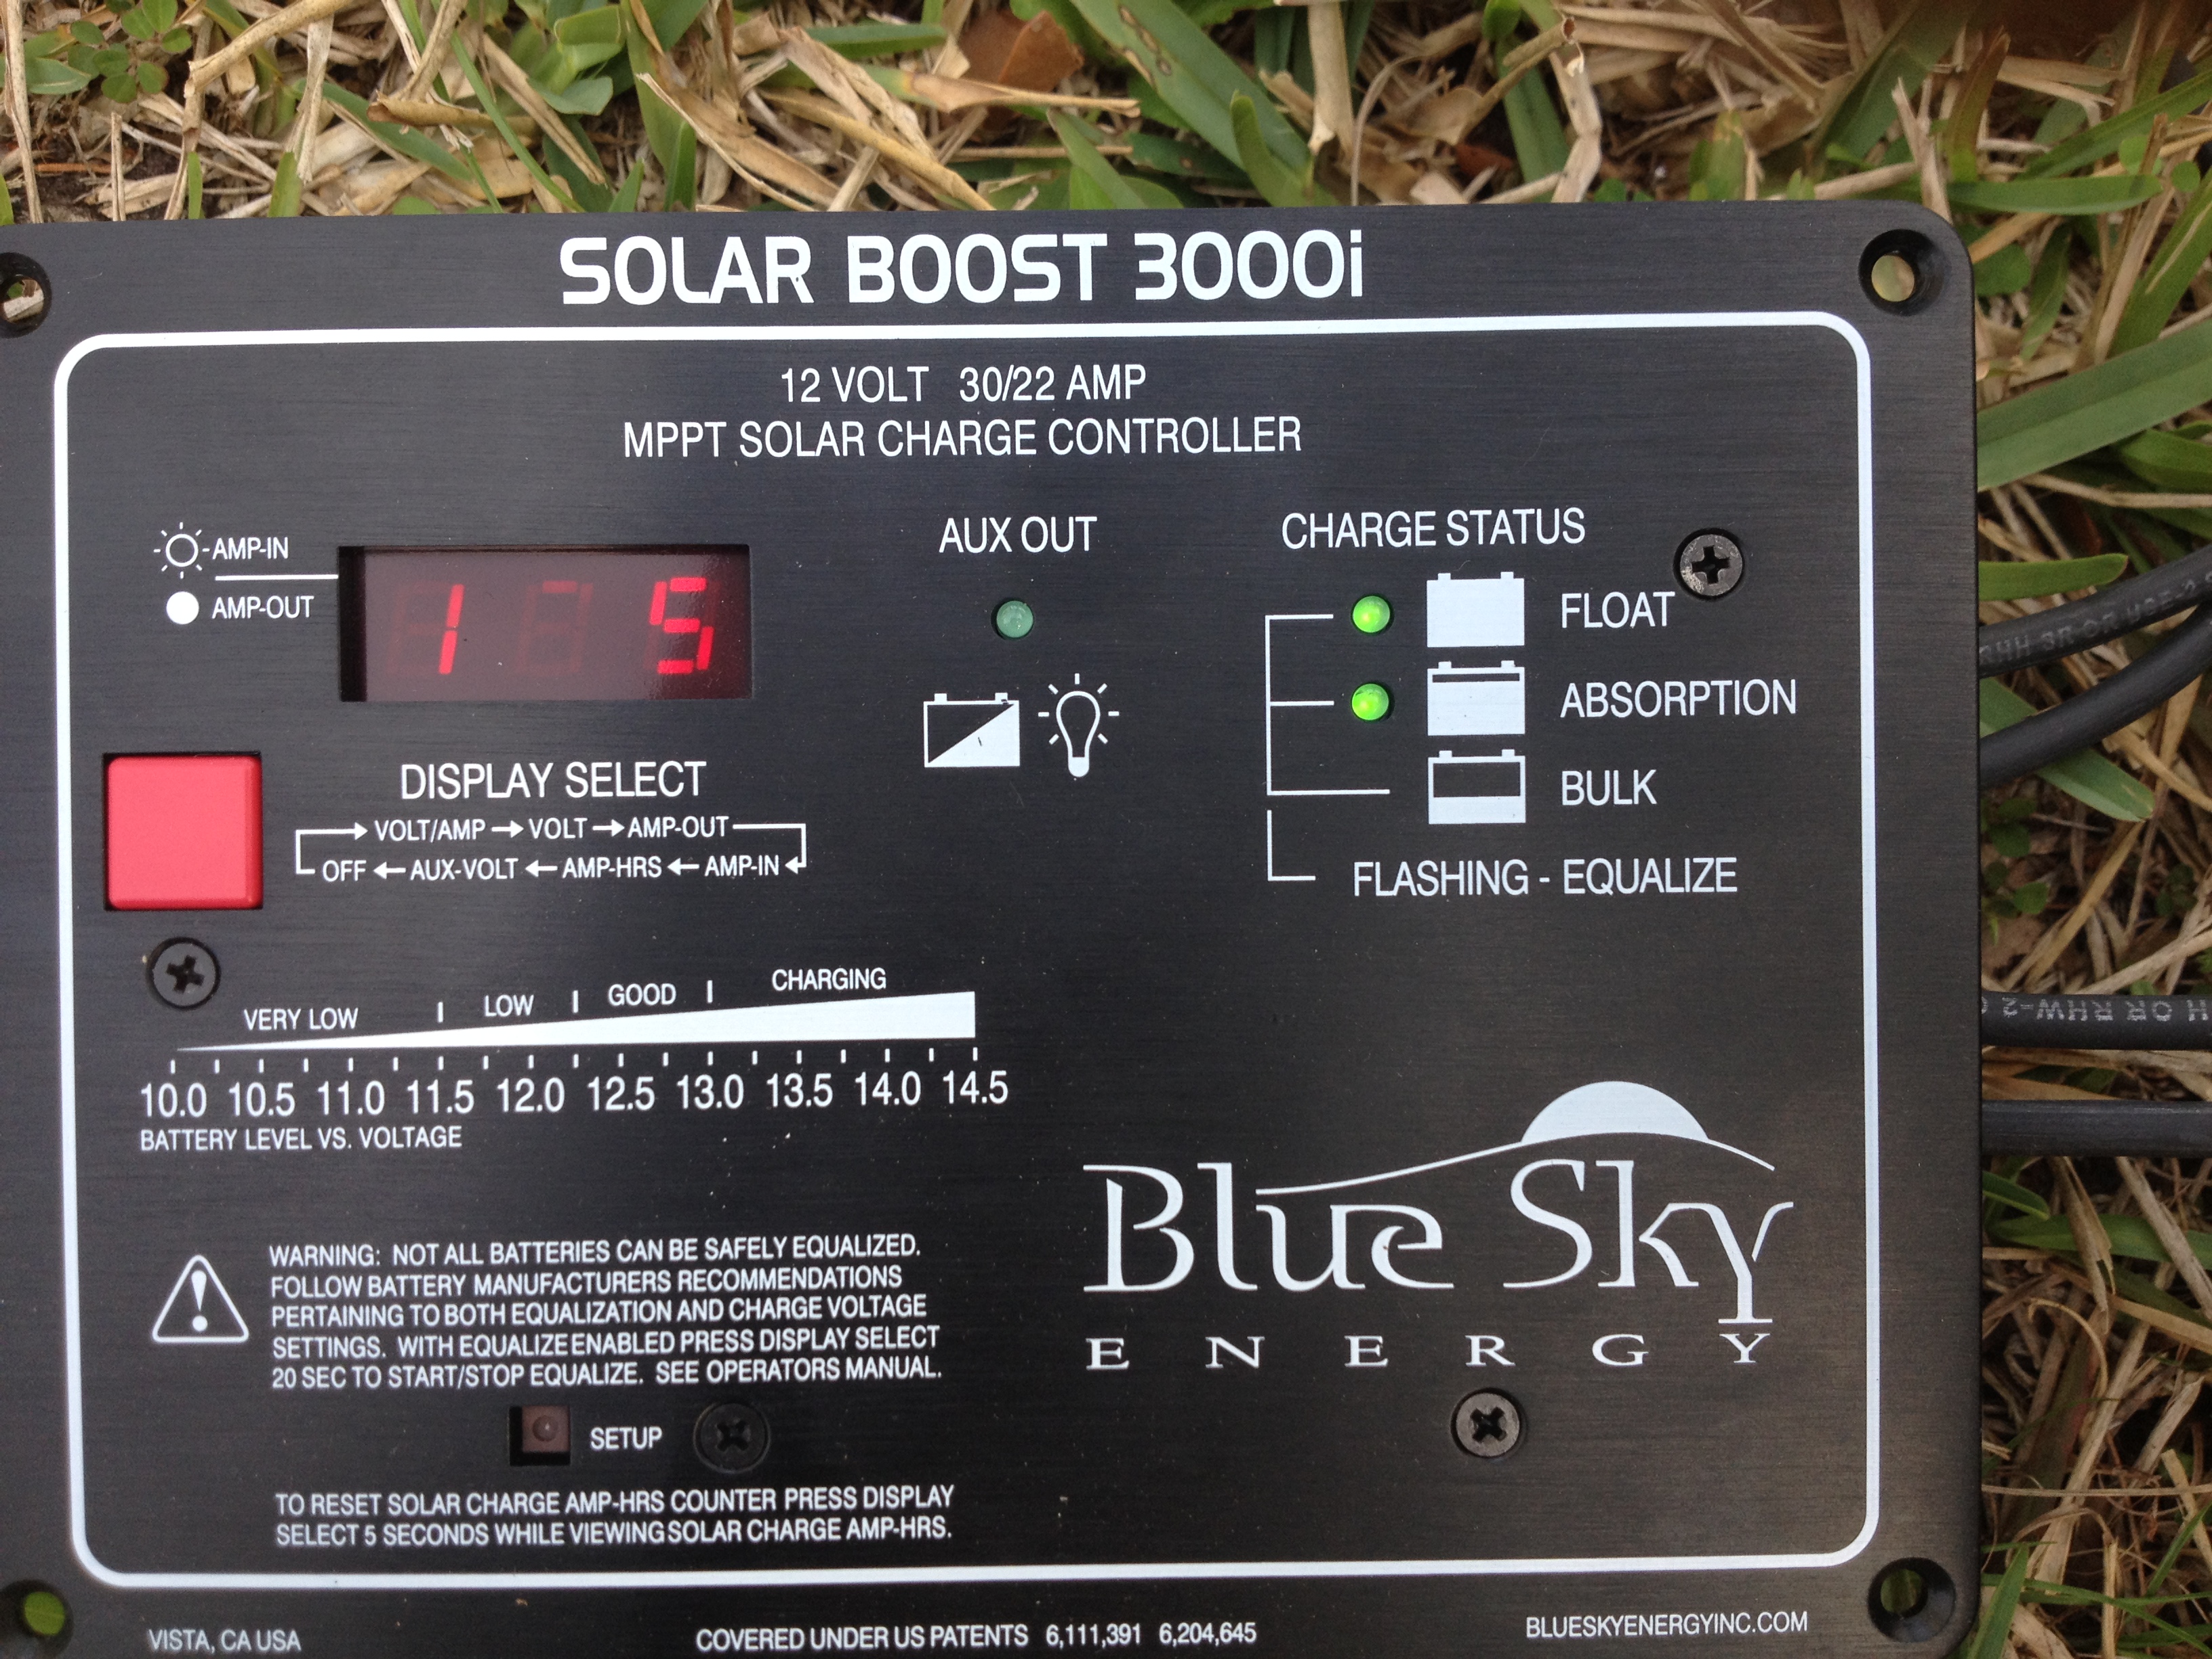 SOLAR BOOST 3000i
12 VOLT 30/22 AMP
MPPT SOLAR CHARGE CONTROLLER
AMP-IN
AMP-OUT
1 5
AUX OUT
CHARGE STATUS
FLOAT
ABSORPTION
BULK
FLASHING - EQUALIZE
DISPLAY SELECT
VOLT/AMP → VOLT → AMP-OUT
OFF ← AUX-VOLT ← AMP-HRS ← AMP-IN
VERY LOW LOW GOOD CHARGING
10.0 10.5 11.0 11.5 12.0 12.5 13.0 13.5 14.0 14.5
BATTERY LEVEL VS. VOLTAGE
WARNING: NOT ALL BATTERIES CAN BE SAFELY EQUALIZED.
FOLLOW BATTERY MANUFACTURERS RECOMMENDATIONS
PERTAINING TO BOTH EQUALIZATION AND CHARGE VOLTAGE
SETTINGS. WITH EQUALIZE ENABLED PRESS DISPLAY SELECT
20 SEC TO START/STOP EQUALIZE. SEE OPERATORS MANUAL.
SETUP
TO RESET SOLAR CHARGE AMP-HRS COUNTER PRESS DISPLAY
SELECT 5 SECONDS WHILE VIEWING SOLAR CHARGE AMP-HRS.
Blue Sky
ENERGY
VISTA, CA USA
COVERED UNDER US PATENTS 6,111,391 6,204,645
BLUESKYENERGYINC.COM
OR RHW-2